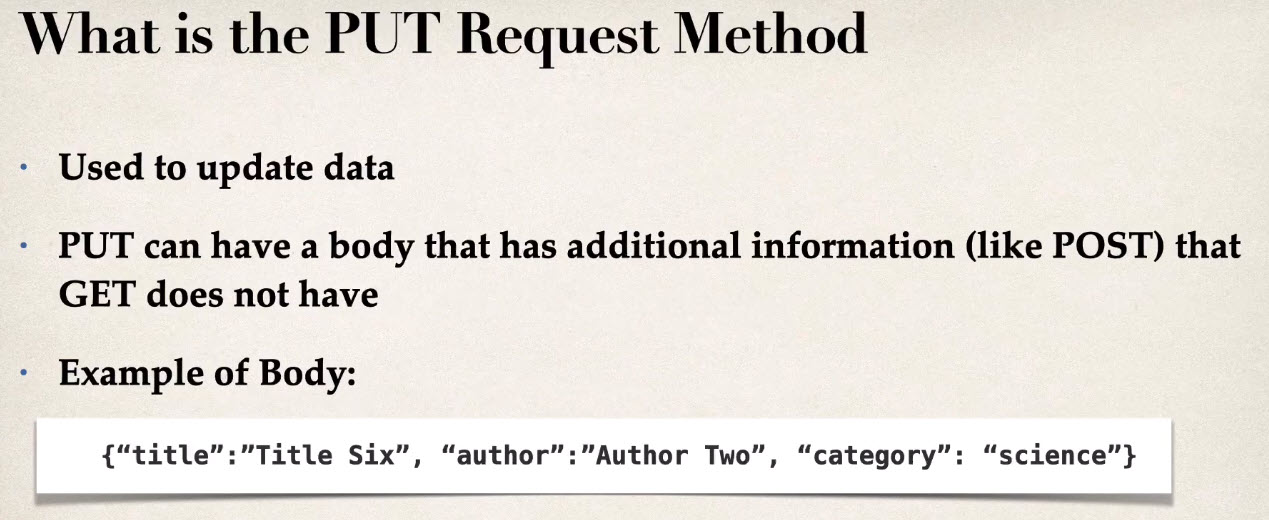 What is the PUT Request Method
• Used to update data
• PUT can have a body that has additional information (like POST) that
GET does not have
• Example of Body:
{“title”:”Title Six”, “author”:”Author Two”, “category”: “science”}